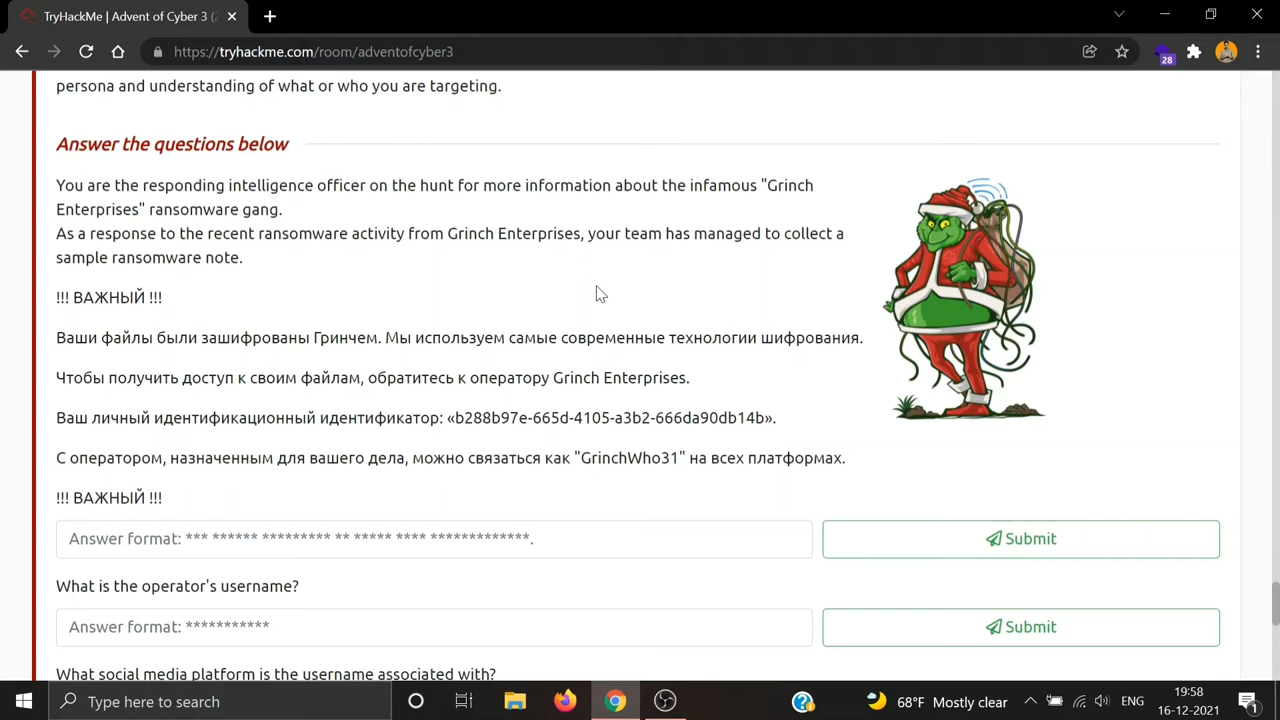 TryHackMe | Advent of Cyber 3 (2
https://tryhackme.com/room/adventofcyber3
28
persona and understanding of what or who you are targeting.
Answer the questions below
You are the responding intelligence officer on the hunt for more information about the infamous "Grinch
Enterprises" ransomware gang.
As a response to the recent ransomware activity from Grinch Enterprises, your team has managed to collect a
sample ransomware note.
!!! ВАЖНЫЙ !!!
Ваши файлы были зашифрованы Гринчем. Мы используем самые современные технологии шифрования.
Чтобы получить доступ к своим файлам, обратитесь к оператору Grinch Enterprises.
Ваш личный идентификационный идентификатор: «b288b97e-665d-4105-a3b2-666da90db14b».
С оператором, назначенным для вашего дела, можно связаться как "GrinchWho31" на всех платформах.
!!! ВАЖНЫЙ !!!
Answer format: *** ****** ********* ** ***** **** *************.
Submit
What is the operator's username?
Answer format: ***********
Submit
What social media platform is the username associated with?
Type here to search
68°F Mostly clear
ENG
19:58
16-12-2021
1